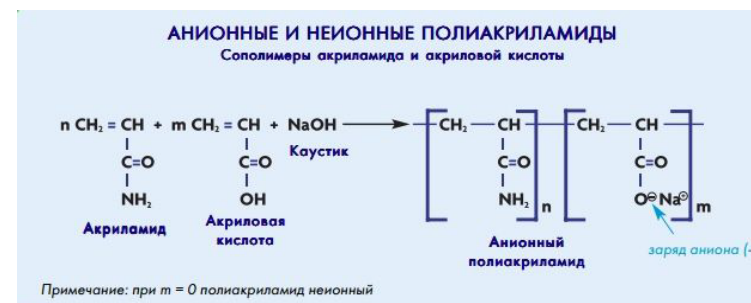 АНИОННЫЕ И НЕИОННЫЕ ПОЛИАКРИЛАМИДЫ
Сополимеры акриламида и акриловой кислоты
n CH₂ = CH + m CH₂ = CH + NaOH → CH₂ — CH — CH₂ — CH
Каустик
C=O C=O C=O C=O
NH₂ OH NH₂ n O⊖ Na⊕ m
Акриламид Акриловая кислота Анионный полиакриламид
заряд аниона (-
Примечание: при m = 0 полиакриламид неионный